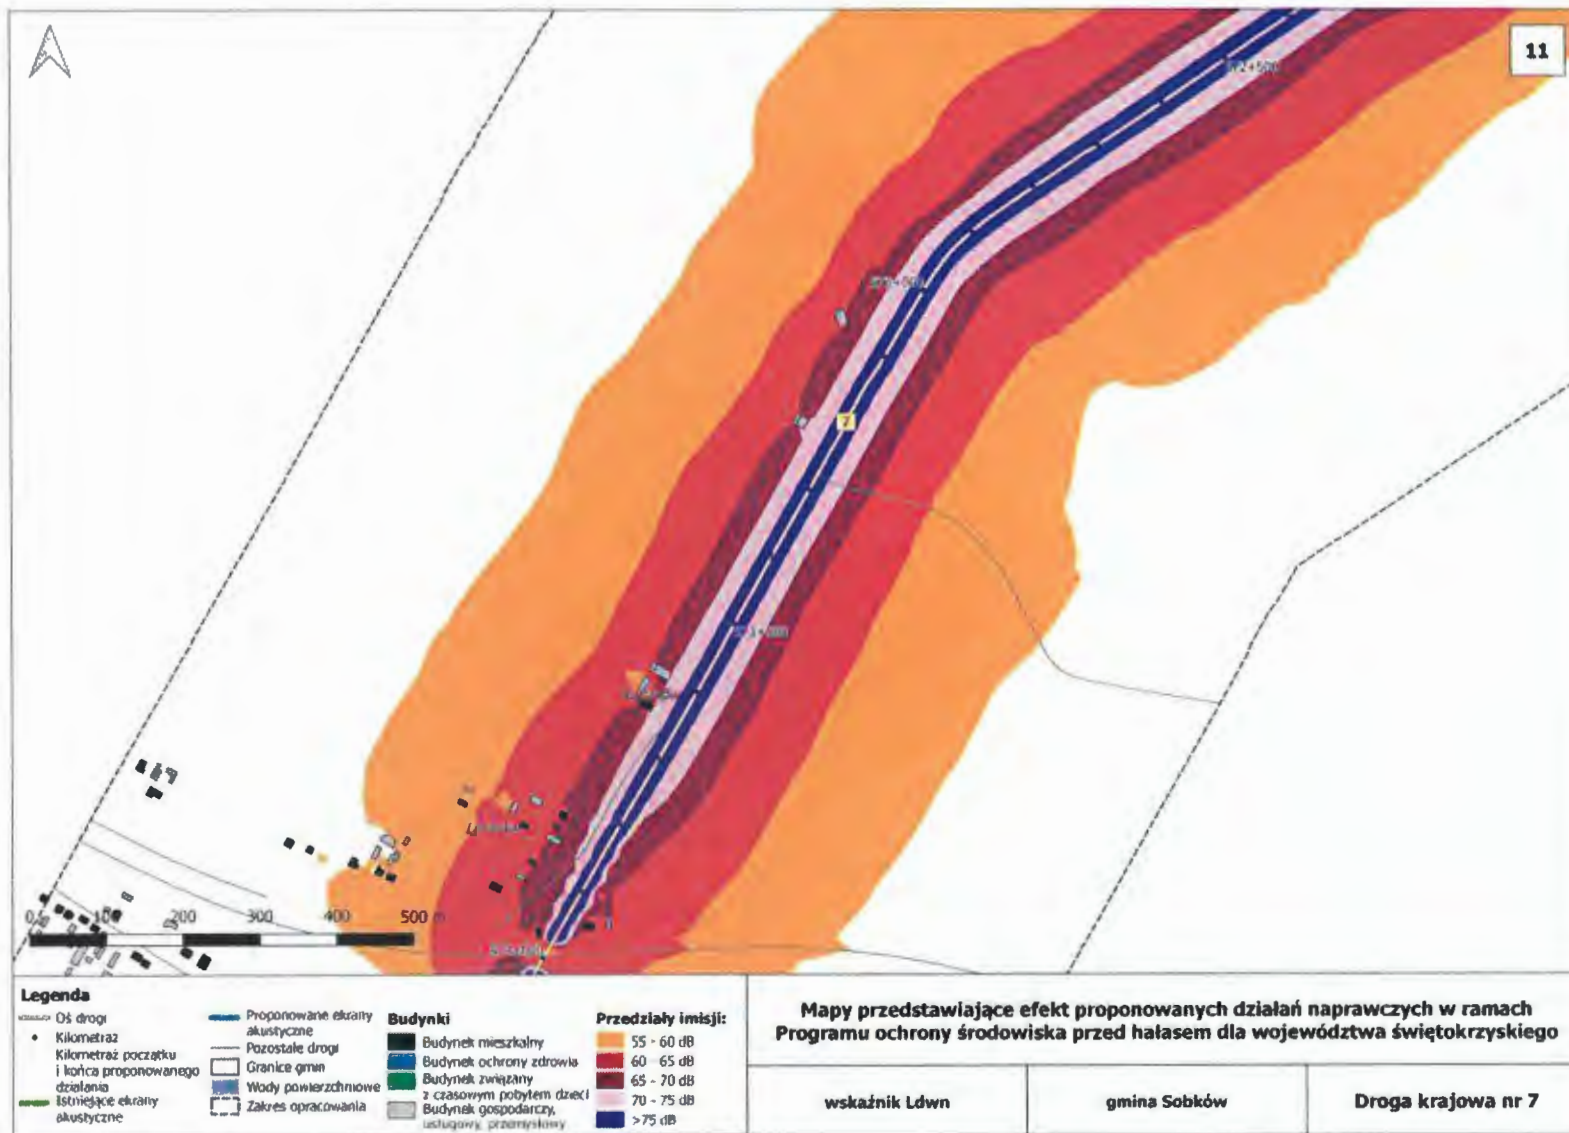 11
7
0
100
200
300
400
500 m
Legenda
Oś drogi
Kilometraż
Kilometraż początku
i końca proponowanego
działania
Istniejące ekrany
akustyczne
Proponowane ekrany
akustyczne
Pozostałe drogi
Granice gmin
Wody powierzchniowe
Zakres opracowania
Budynki
Budynek mieszkalny
Budynek ochrony zdrowia
Budynek związany
z czasowym pobytem dzieci
Budynek gospodarczy,
usługowy, przemysłowy
Przedziały imisji:
55 - 60 dB
60 - 65 dB
65 - 70 dB
70 - 75 dB
>75 dB
Mapy przedstawiające efekt proponowanych działań naprawczych w ramach
Programu ochrony środowiska przed hałasem dla województwa świętokrzyskiego
wskaźnik Ldwn
gmina Sobków
Droga krajowa nr 7